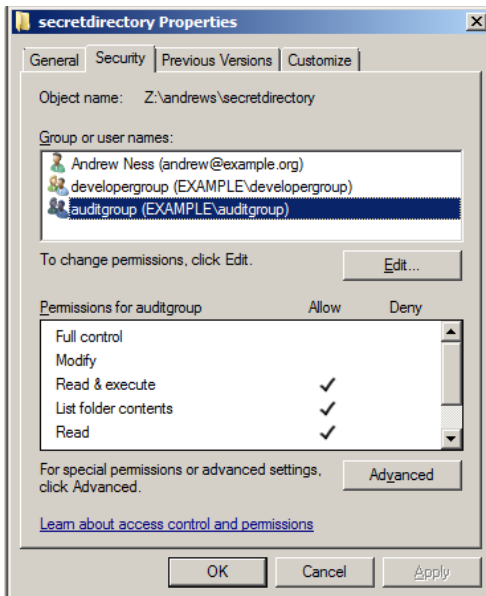 secretdirectory Properties
General Security Previous Versions Customize
Object name: Z:\andrews\secretdirectory
Group or user names:
Andrew Ness (andrew@example.org)
developergroup (EXAMPLE\developergroup)
auditgroup (EXAMPLE\auditgroup)
To change permissions, click Edit. Edit...
Permissions for auditgroup Allow Deny
Full control
Modify
Read & execute
List folder contents
Read
For special permissions or advanced settings, click Advanced. Advanced
Learn about access control and permissions
OK Cancel Apply